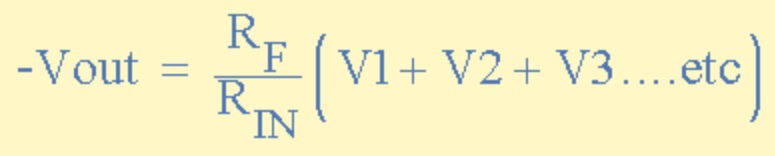 -Vout = R_F / R_IN ( V1 + V2 + V3....etc )